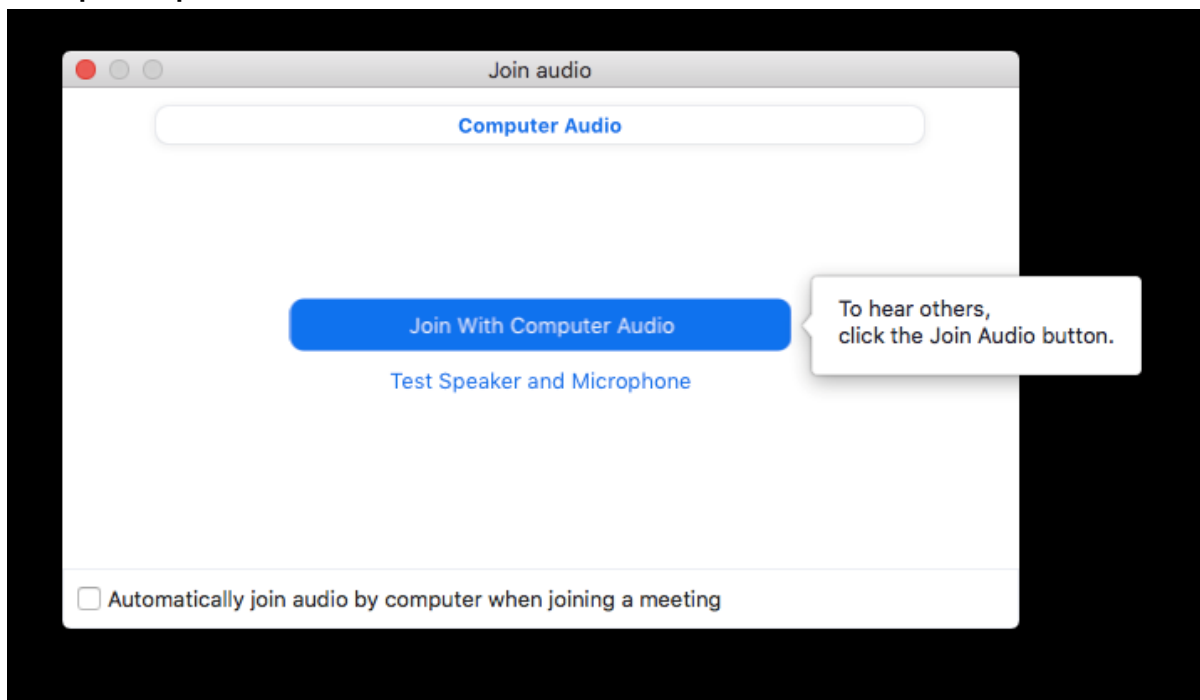 Join audio
Computer Audio
Join With Computer Audio
To hear others,
click the Join Audio button.
Test Speaker and Microphone
Automatically join audio by computer when joining a meeting